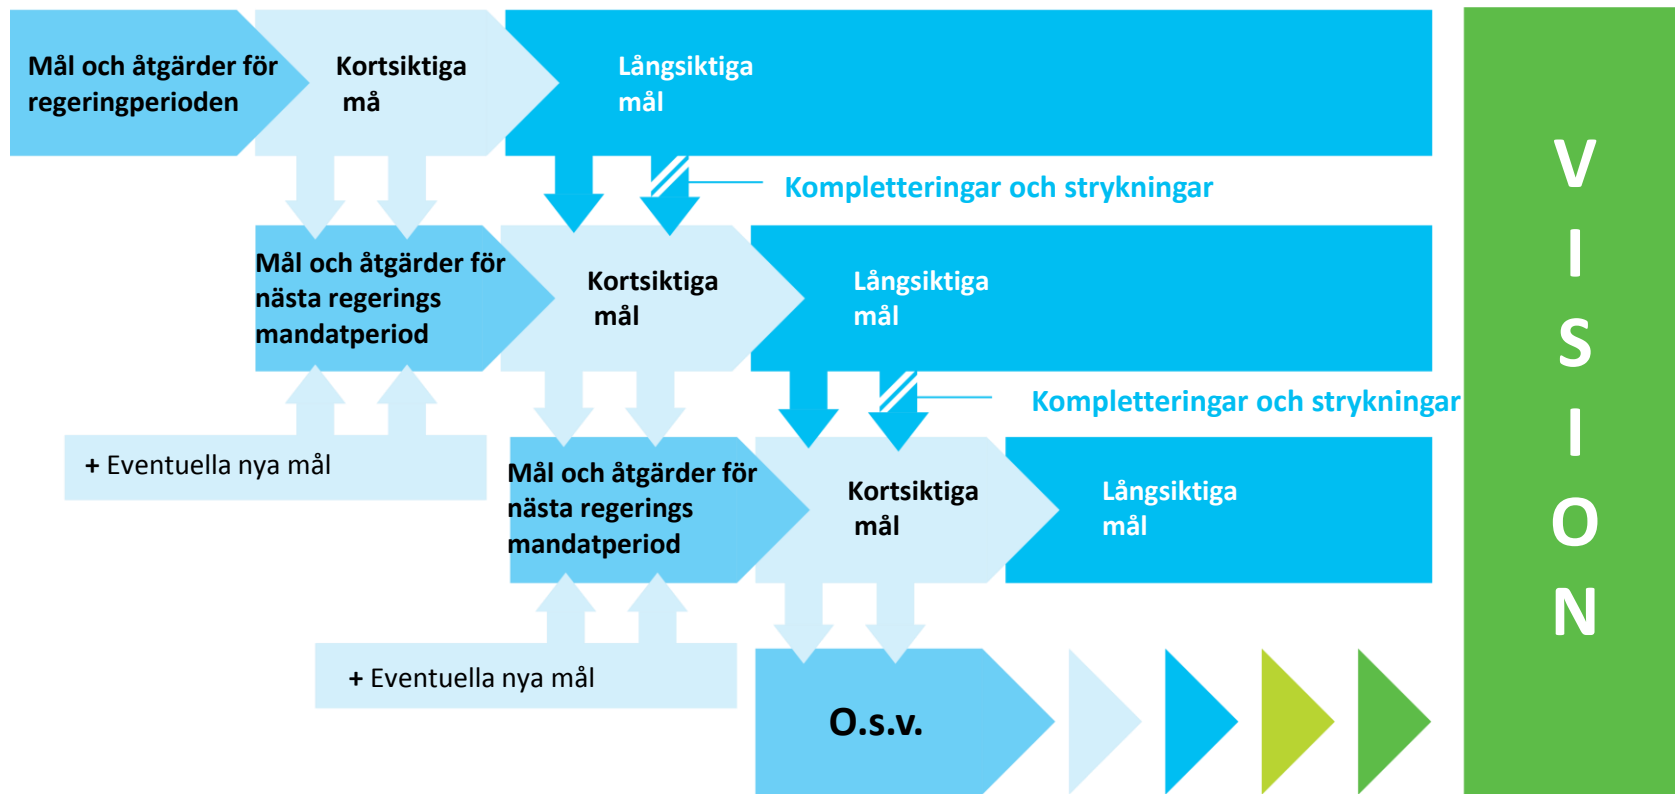 Mål och åtgärder för
regeringperioden
Kortsiktiga
må
Långsiktiga
mål
Kompletteringar och strykningar
Mål och åtgärder för
nästa regerings
mandatperiod
Kortsiktiga
mål
Långsiktiga
mål
Kompletteringar och strykningar
+ Eventuella nya mål
Mål och åtgärder för
nästa regerings
mandatperiod
Kortsiktiga
mål
Långsiktiga
mål
+ Eventuella nya mål
O.s.v.
V
I
S
I
O
N